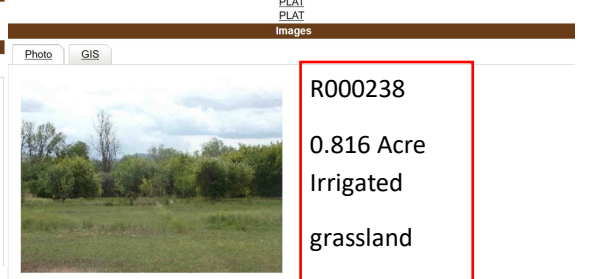 PLAT
PLAT
Images
Photo
GIS
R000238
0.816 Acre
Irrigated
grassland